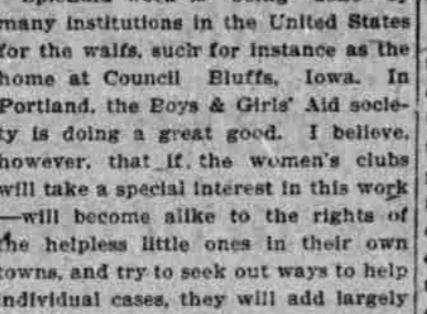 many institutions in the United States
for the waifs, such for instance as the
home at Council Bluffs, Iowa. In
Portland, the Boys & Girls' Aid socie-
ty is doing a great good. I believe,
however, that if the women's clubs
will take a special interest in this work
—will become alike to the rights of
the helpless little ones in their own
towns, and try to seek out ways to help
individual cases, they will add largely